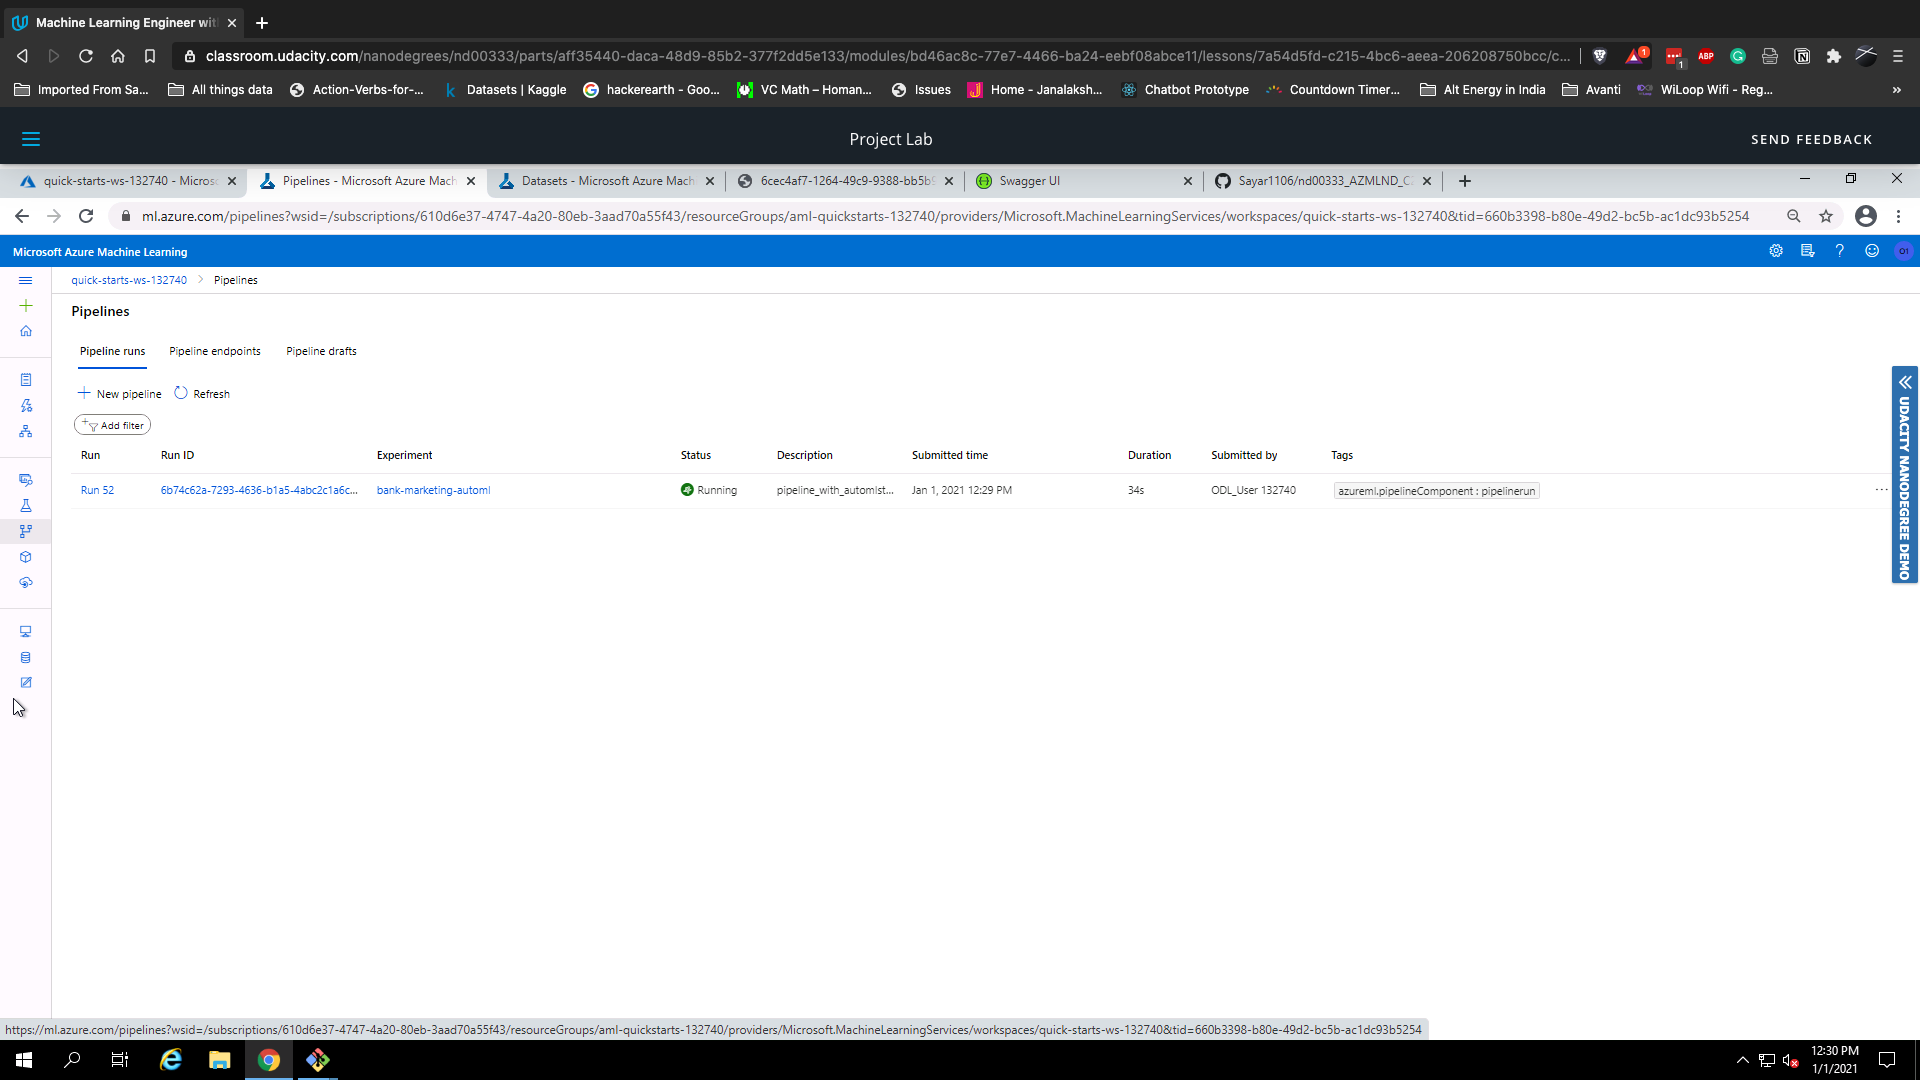 Machine Learning Engineer wit
classroom.udacity.com/nanodegrees/nd00333/parts/aff35440-daca-48d9-85b2-377f2dd5e133/modules/bd46ac8c-77e7-4466-ba24-eebf08abce11/lessons/7a54d5fd-c215-4bc6-aeea-206208750bcc/c...
1
1
ABP
Imported From Sa... All things data Action-Verbs-for-... Datasets | Kaggle hackerearth - Goo... VC Math – Homan... Issues Home - Janalaksh... Chatbot Prototype Countdown Timer... Alt Energy in India Avanti WiLoop Wifi - Reg... »
Project Lab
SEND FEEDBACK
quick-starts-ws-132740 - Micros Pipelines - Microsoft Azure Mach Datasets - Microsoft Azure Mach 6cec4af7-1264-49c9-9388-bb5b9 Swagger UI Sayar1106/nd00333_AZMLND_C2
ml.azure.com/pipelines?wsid=/subscriptions/610d6e37-4747-4a20-80eb-3aad70a55f43/resourceGroups/aml-quickstarts-132740/providers/Microsoft.MachineLearningServices/workspaces/quick-starts-ws-132740&tid=660b3398-b80e-49d2-bc5b-ac1dc93b5254
Microsoft Azure Machine Learning
O1
quick-starts-ws-132740 > Pipelines
Pipelines
Pipeline runs Pipeline endpoints Pipeline drafts
New pipeline Refresh
Add filter
Run Run ID Experiment Status Description Submitted time Duration Submitted by Tags
Run 52 6b74c62a-7293-4636-b1a5-4abc2c1a6c... bank-marketing-automl Running pipeline_with_automlst... Jan 1, 2021 12:29 PM 34s ODL_User 132740 azureml.pipelineComponent : pipelinerun ...
UDACITY NANODEGREE DEMO
https://ml.azure.com/pipelines?wsid=/subscriptions/610d6e37-4747-4a20-80eb-3aad70a55f43/resourceGroups/aml-quickstarts-132740/providers/Microsoft.MachineLearningServices/workspaces/quick-starts-ws-132740&tid=660b3398-b80e-49d2-bc5b-ac1dc93b5254
12:30 PM
1/1/2021